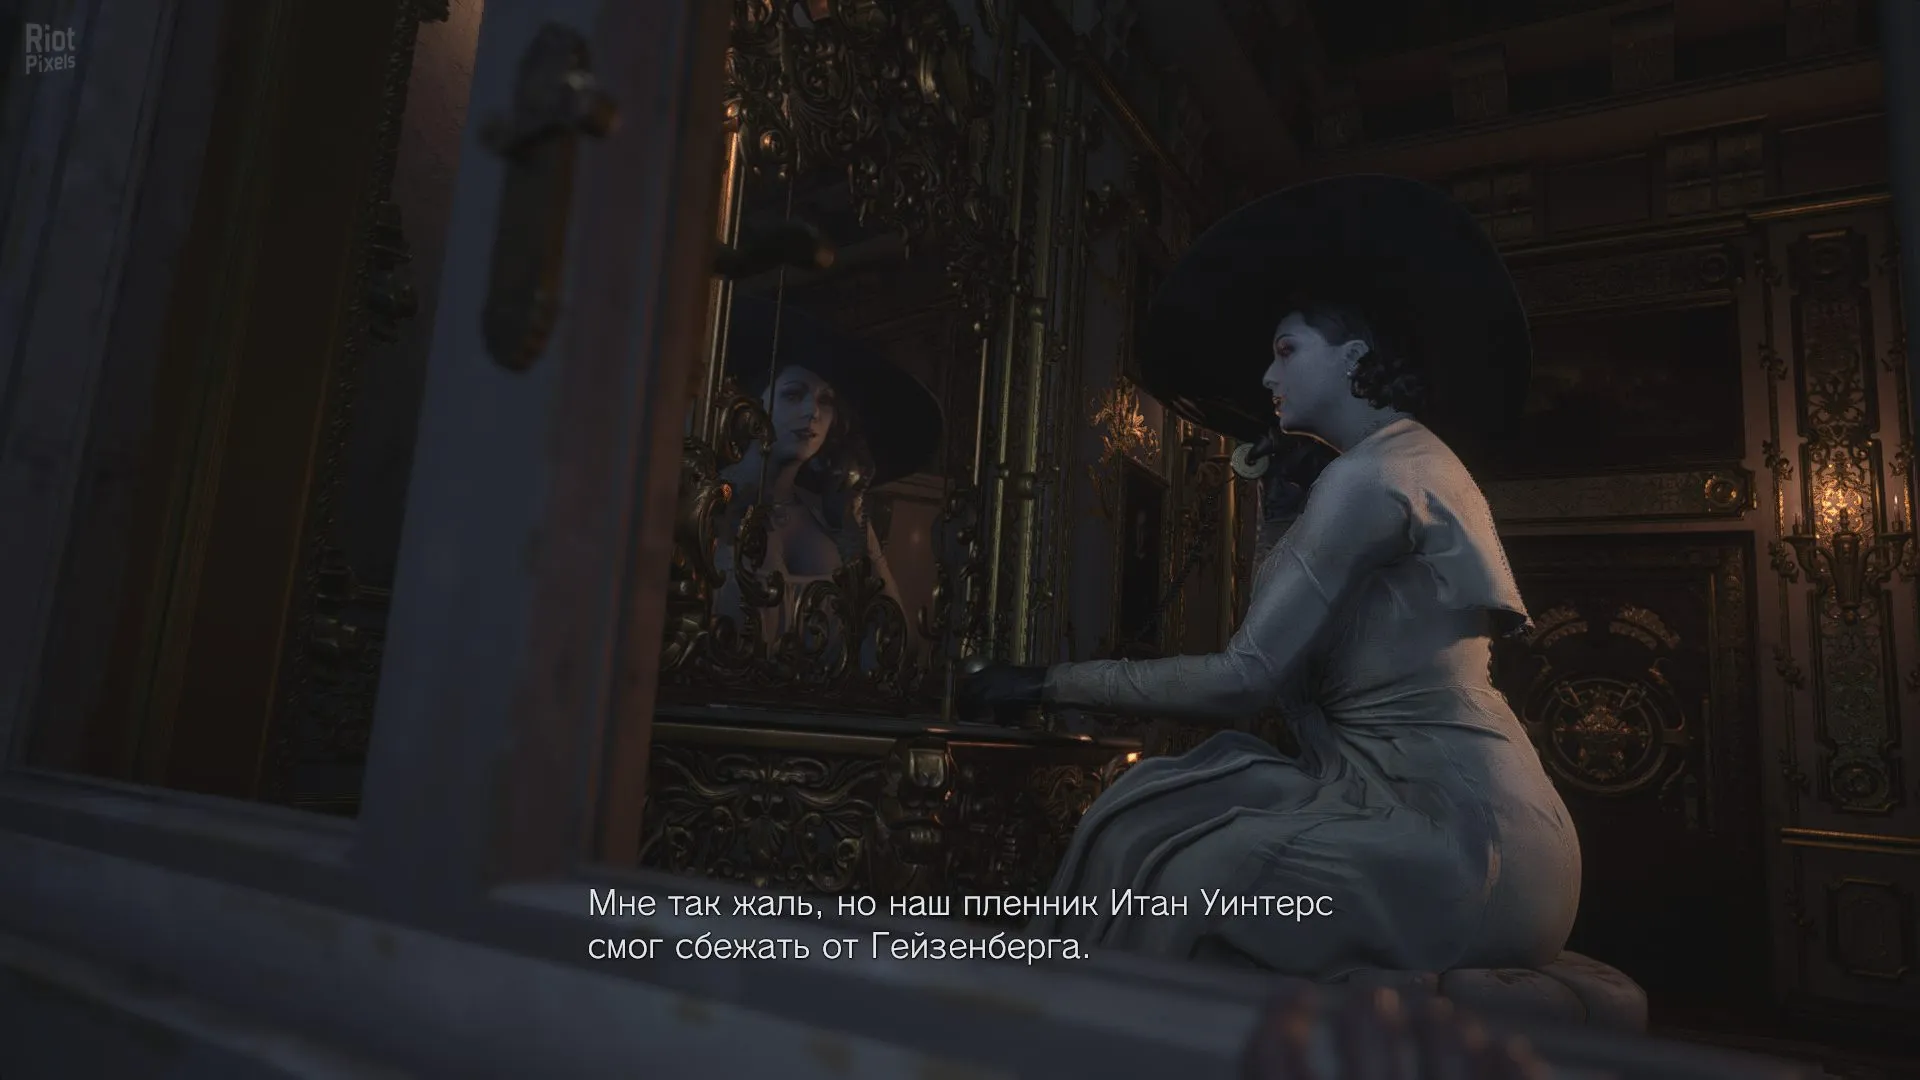 Riot
Pixels
Мне так жаль, но наш пленник Итан Уинтерс
смог сбежать от Гейзенберга.